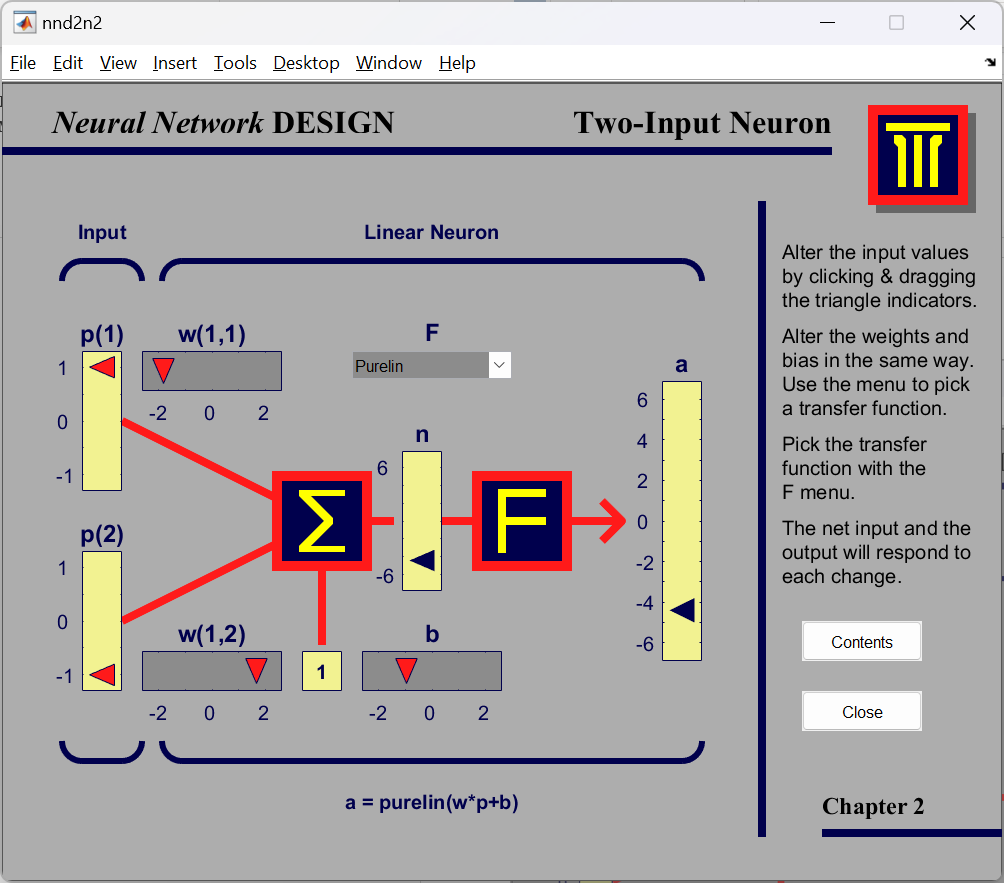 nnd2n2
File Edit View Insert Tools Desktop Window Help
Neural Network DESIGN
Two-Input Neuron
Input
Linear Neuron
Alter the input values
by clicking & dragging
the triangle indicators.
Alter the weights and
bias in the same way.
Use the menu to pick
a transfer function.
Pick the transfer
function with the
F menu.
The net input and the
output will respond to
each change.
p(1)
1
0
-1
w(1,1)
-2 0 2
F
Purelin
a
6
4
2
0
-2
-4
-6
n
6
-6
Σ
F
p(2)
1
0
-1
w(1,2)
-2 0 2
1
b
-2 0 2
a = purelin(w*p+b)
Contents
Close
Chapter 2